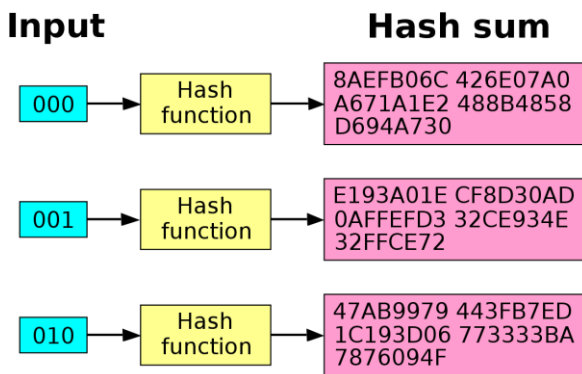 Input
Hash sum
000
Hash
function
8AEFB06C 426E07A0
A671A1E2 488B4858
D694A730
001
Hash
function
E193A01E CF8D30AD
0AFFEFD3 32CE934E
32FFCE72
010
Hash
function
47AB9979 443FB7ED
1C193D06 773333BA
7876094F